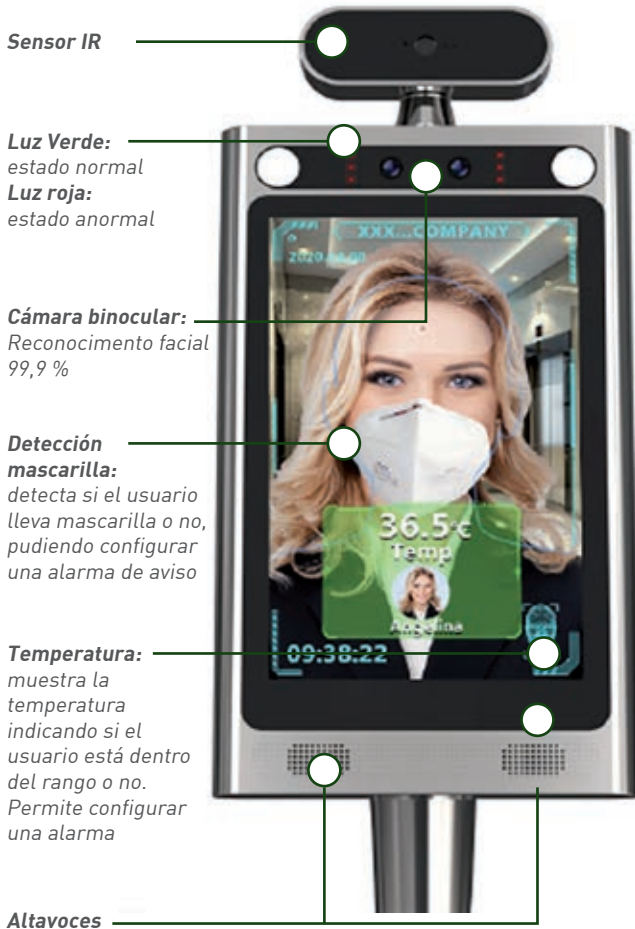 Sensor IR
Luz Verde:
estado normal
Luz roja:
estado anormal
Cámara binocular:
Reconocimento facial
99,9 %
Detección
mascarilla:
detecta si el usuario
lleva mascarilla o no,
pudiendo configurar
una alarma de aviso
Temperatura:
muestra la
temperatura
indicando si el
usuario está dentro
del rango o no.
Permite configurar
una alarma
Altavoces
XXX...COMPANY
36.5°C
Temp
Angelina
09:38:22